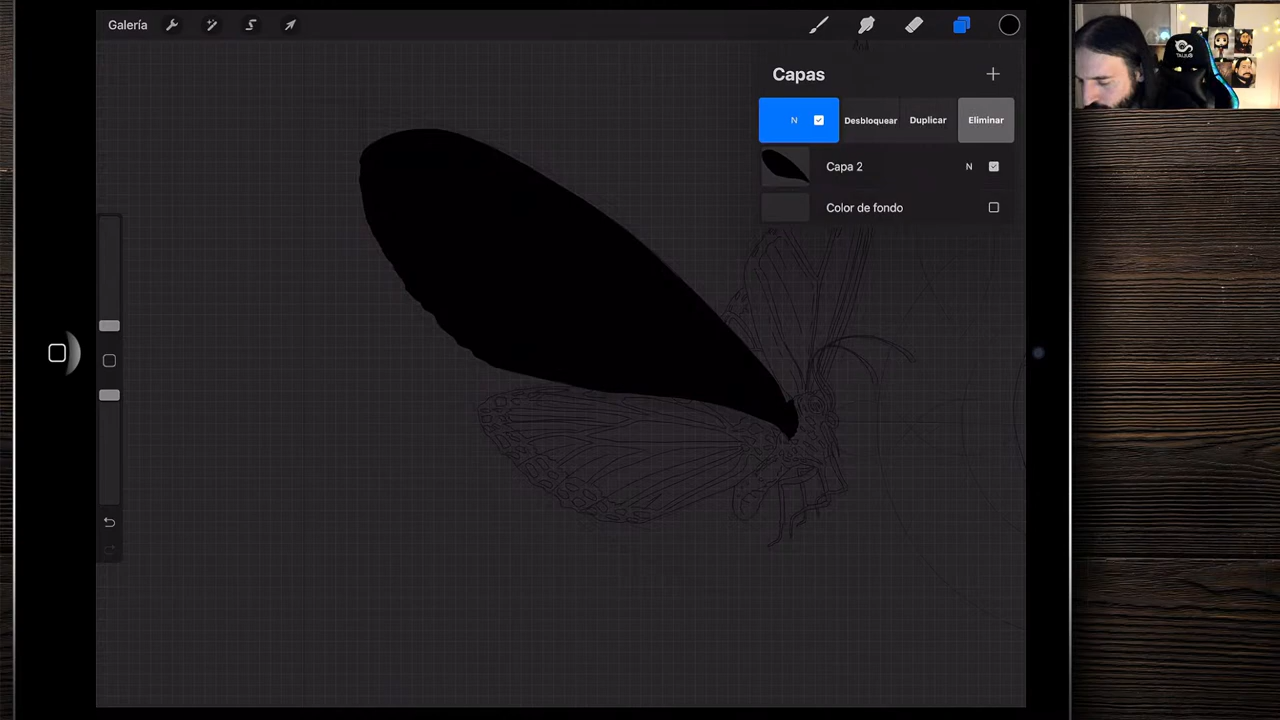 Galería
Capas
N Desbloquear Duplicar Eliminar
Capa 2 N
Color de fondo